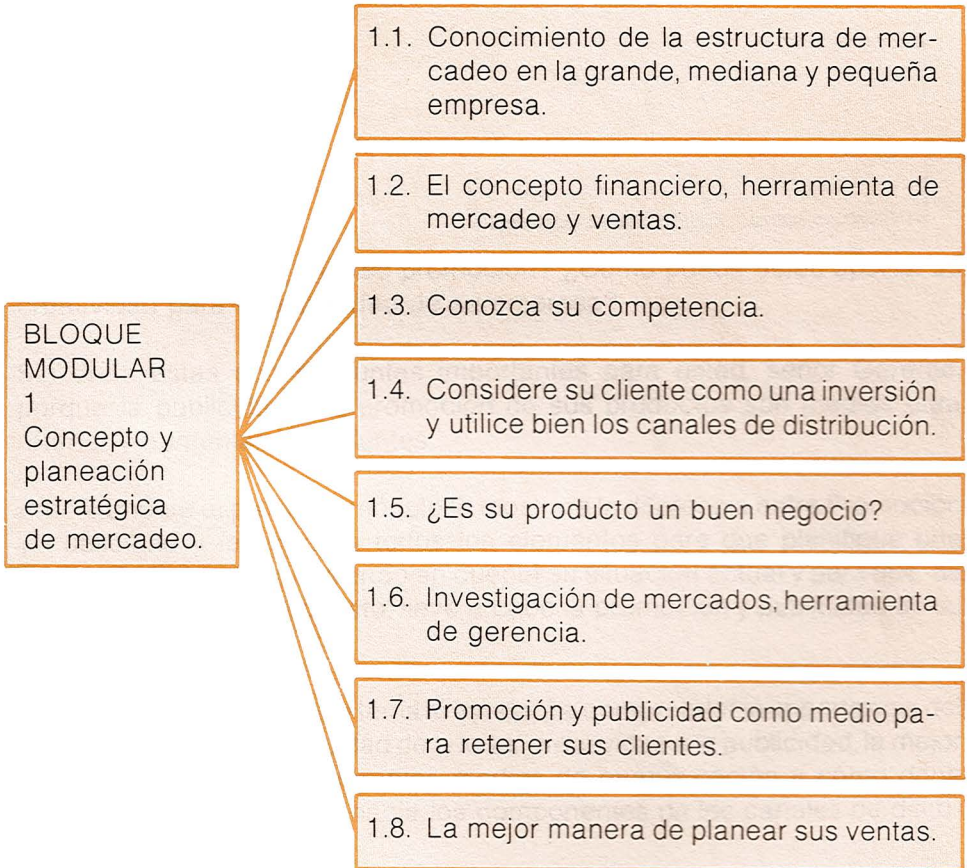 BLOQUE
MODULAR
1
Concepto y
planeación
estratégica
de mercadeo.
1.1. Conocimiento de la estructura de mer-
cadeo en la grande, mediana y pequeña
empresa.
1.2. El concepto financiero, herramienta de
mercadeo y ventas.
1.3. Conozca su competencia.
1.4. Considere su cliente como una inversión
y utilice bien los canales de distribución.
1.5. ¿Es su producto un buen negocio?
1.6. Investigación de mercados, herramienta
de gerencia.
1.7. Promoción y publicidad como medio pa-
ra retener sus clientes.
1.8. La mejor manera de planear sus ventas.